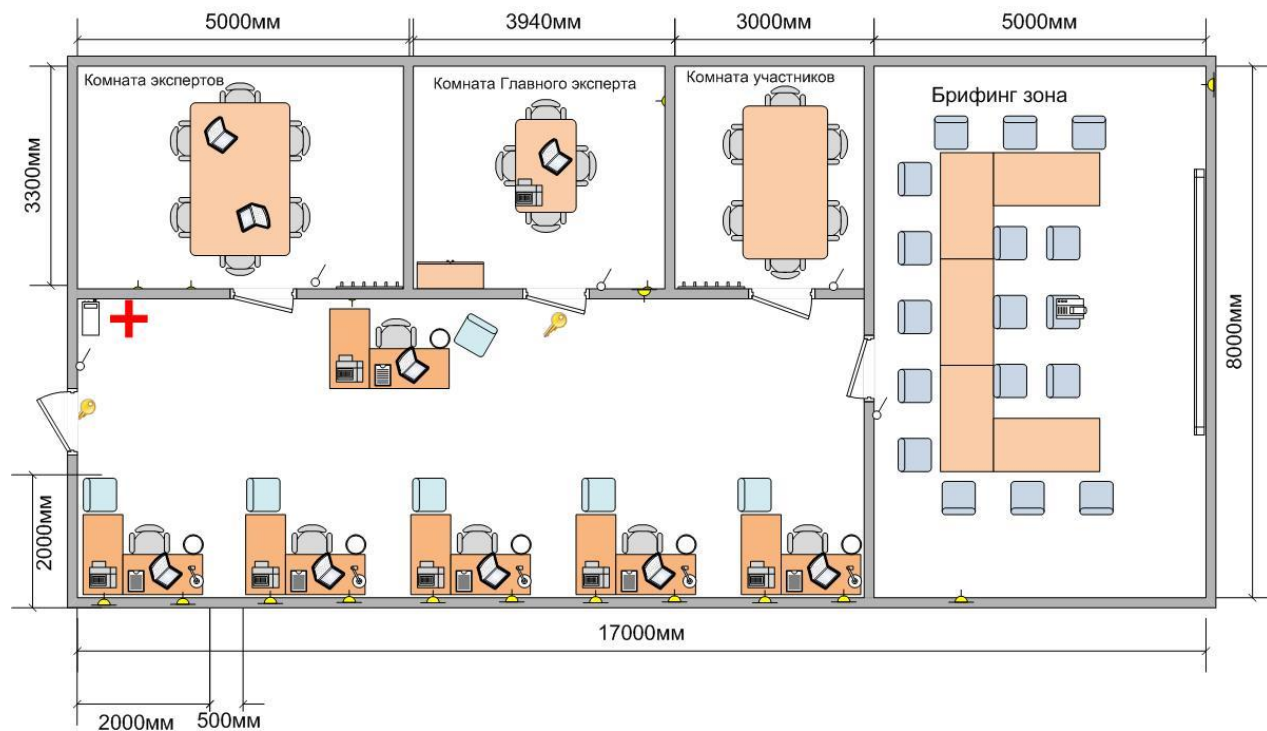 5000мм
3940мм
3000мм
5000мм
Комната экспертов
Комната Главного эксперта
Комната участников
Брифинг зона
3300мм
8000мм
2000мм
17000мм
2000мм
500мм